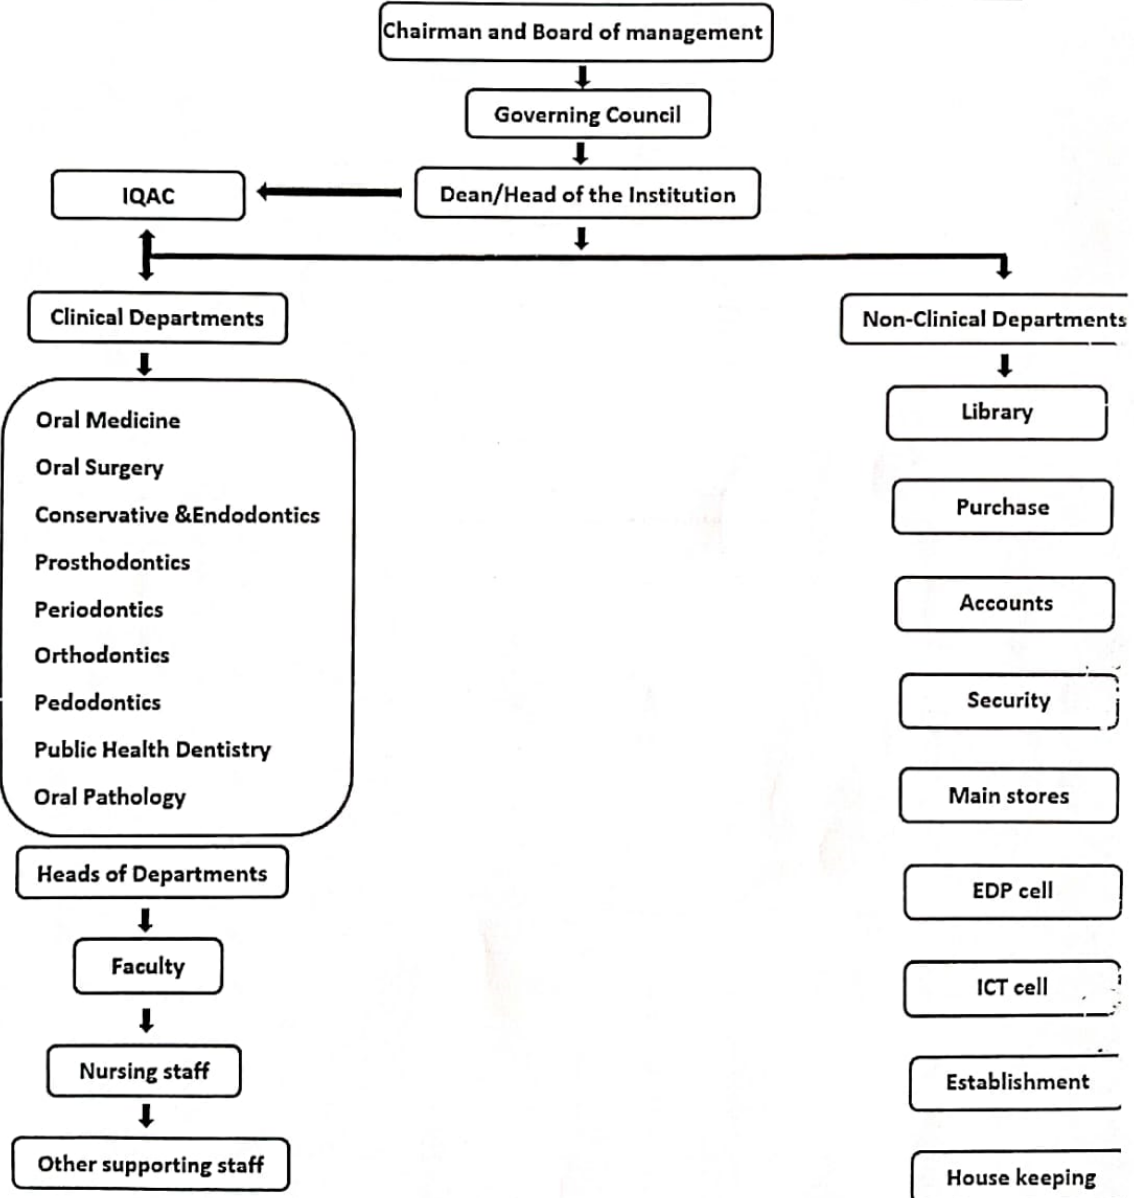 Chairman and Board of management
Governing Council
Dean/Head of the Institution
IQAC
Clinical Departments
Oral Medicine
Oral Surgery
Conservative &Endodontics
Prosthodontics
Periodontics
Orthodontics
Pedodontics
Public Health Dentistry
Oral Pathology
Heads of Departments
Faculty
Nursing staff
Other supporting staff
Non-Clinical Departments
Library
Purchase
Accounts
Security
Main stores
EDP cell
ICT cell
Establishment
House keeping